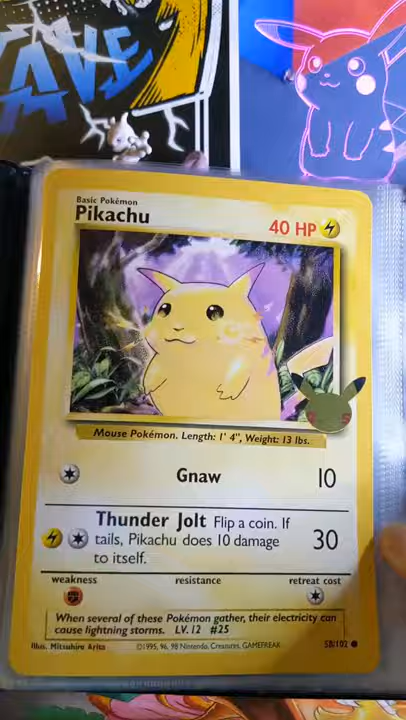 AVE
Basic Pokémon
Pikachu
40 HP
Mouse Pokémon. Length: 1' 4", Weight: 13 lbs.
Gnaw 10
Thunder Jolt Flip a coin. If
tails, Pikachu does 10 damage
to itself.
30
weakness resistance retreat cost
When several of these Pokémon gather, their electricity can
cause lightning storms. LV. 12 #25
Illus. Mitsuhiro Arita ©1995, 96, 98 Nintendo, Creatures, GAMEFREAK. 58/102